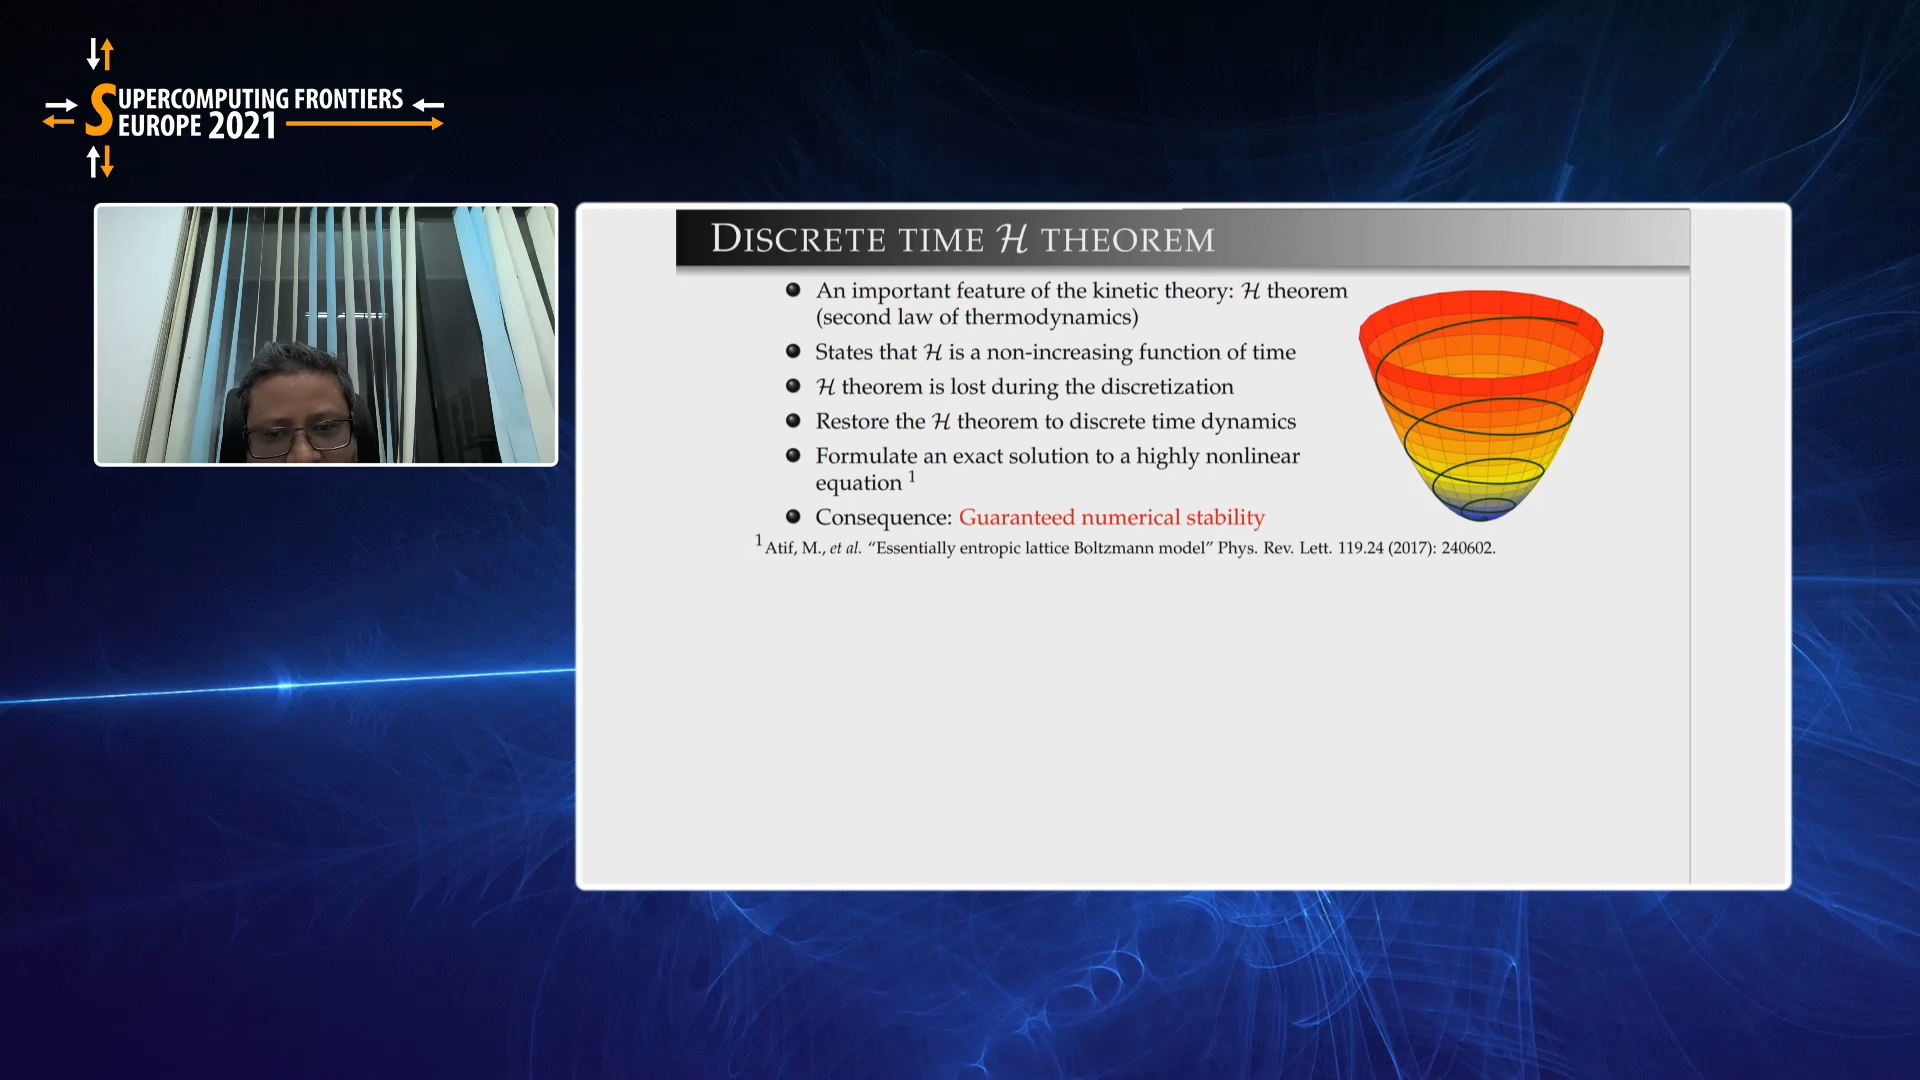 SUPERCOMPUTING FRONTIERS
EUROPE 2021
DISCRETE TIME ℋ THEOREM
An important feature of the kinetic theory: ℋ theorem
(second law of thermodynamics)
States that ℋ is a non-increasing function of time
ℋ theorem is lost during the discretization
Restore the ℋ theorem to discrete time dynamics
Formulate an exact solution to a highly nonlinear
equation 1
Consequence: Guaranteed numerical stability
1 Atif, M., et al. “Essentially entropic lattice Boltzmann model” Phys. Rev. Lett. 119.24 (2017): 240602.